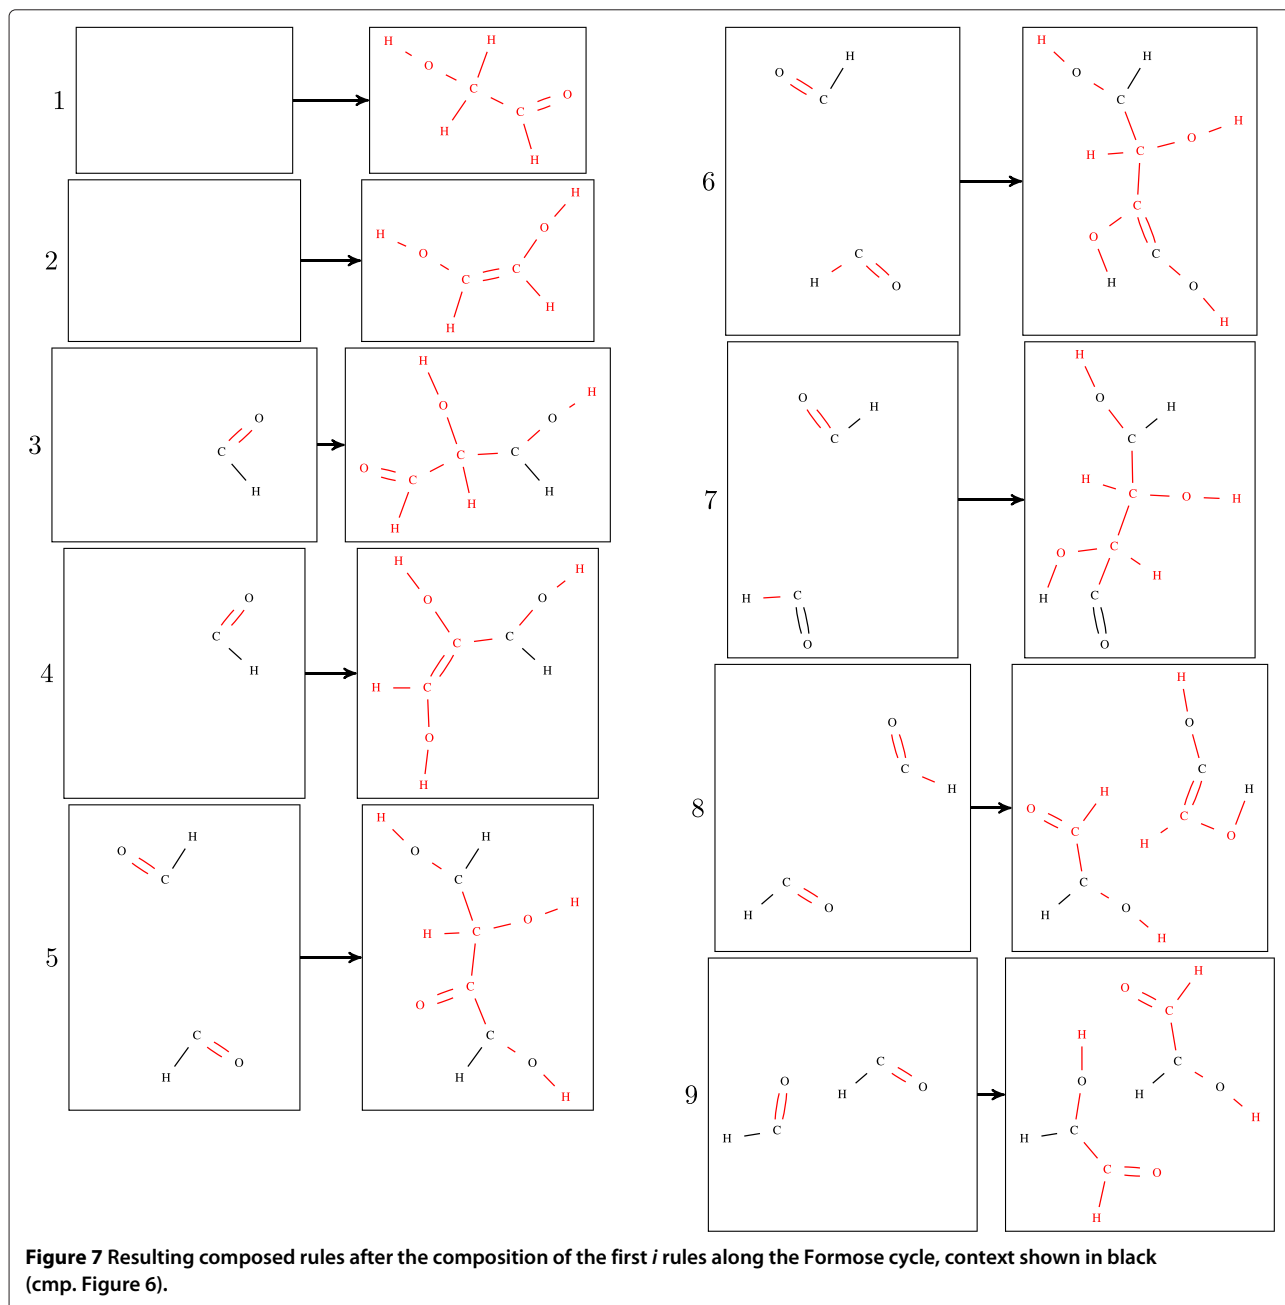 1
H
H
O
C
O
C
H
H
2
H
H
O
O
C
C
H
H
3
O
C
H
H
H
O
O
O
C
C
C
H
H
H
4
O
C
H
H
H
O
O
C
C
H
C
H
O
H
5
O
H
C
C
O
H
H
O
H
C
H
O
H
C
C
O
C
O
H
H
6
O
H
C
C
H
O
H
H
O
C
H
O
H
C
C
O
C
H
O
H
7
O
H
C
H
C
O
H
O
H
C
H
C
O
H
O
C
H
H
C
O
8
O
C
H
C
H
O
H
O
C
H
H
O
C
C
O
H
C
H
O
H
9
O
C
H
O
C
H
H
O
C
H
O
C
O
H
H
C
H
C
O
H
Figure 7 Resulting composed rules after the composition of the first i rules along the Formose cycle, context shown in black
(cmp. Figure 6).